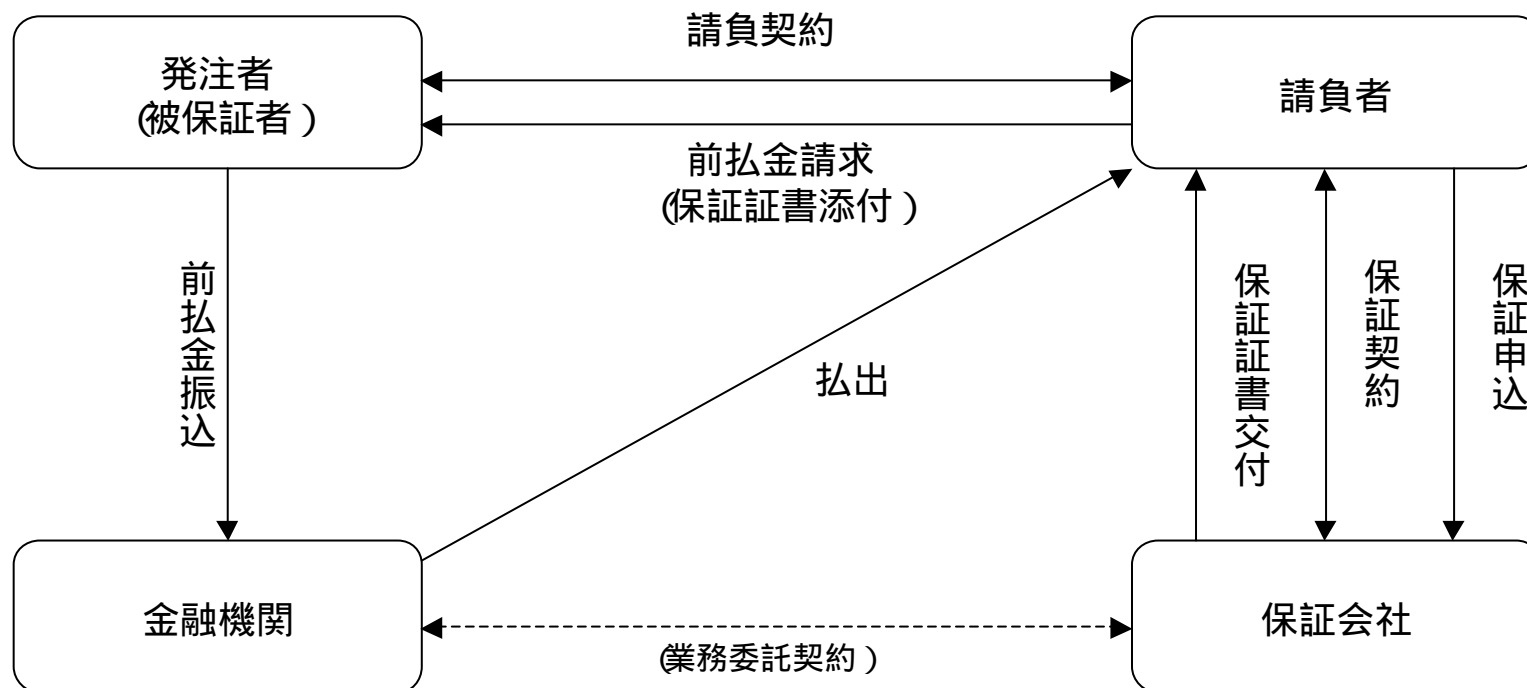 請負契約
発注者
(被保証者)
請負者
前払金請求
(保証証書添付)
前払金振込
払出
保証証書交付
保証契約
保証申込
金融機関
保証会社
(業務委託契約)